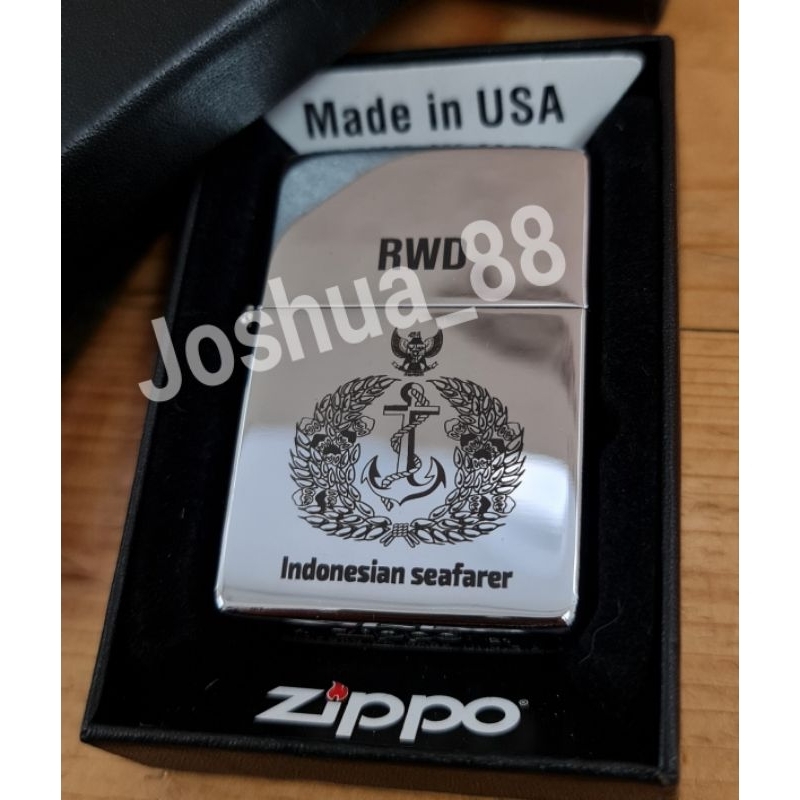 Made in USA
RWD
Joshua_88
Indonesian seafarer
zippo